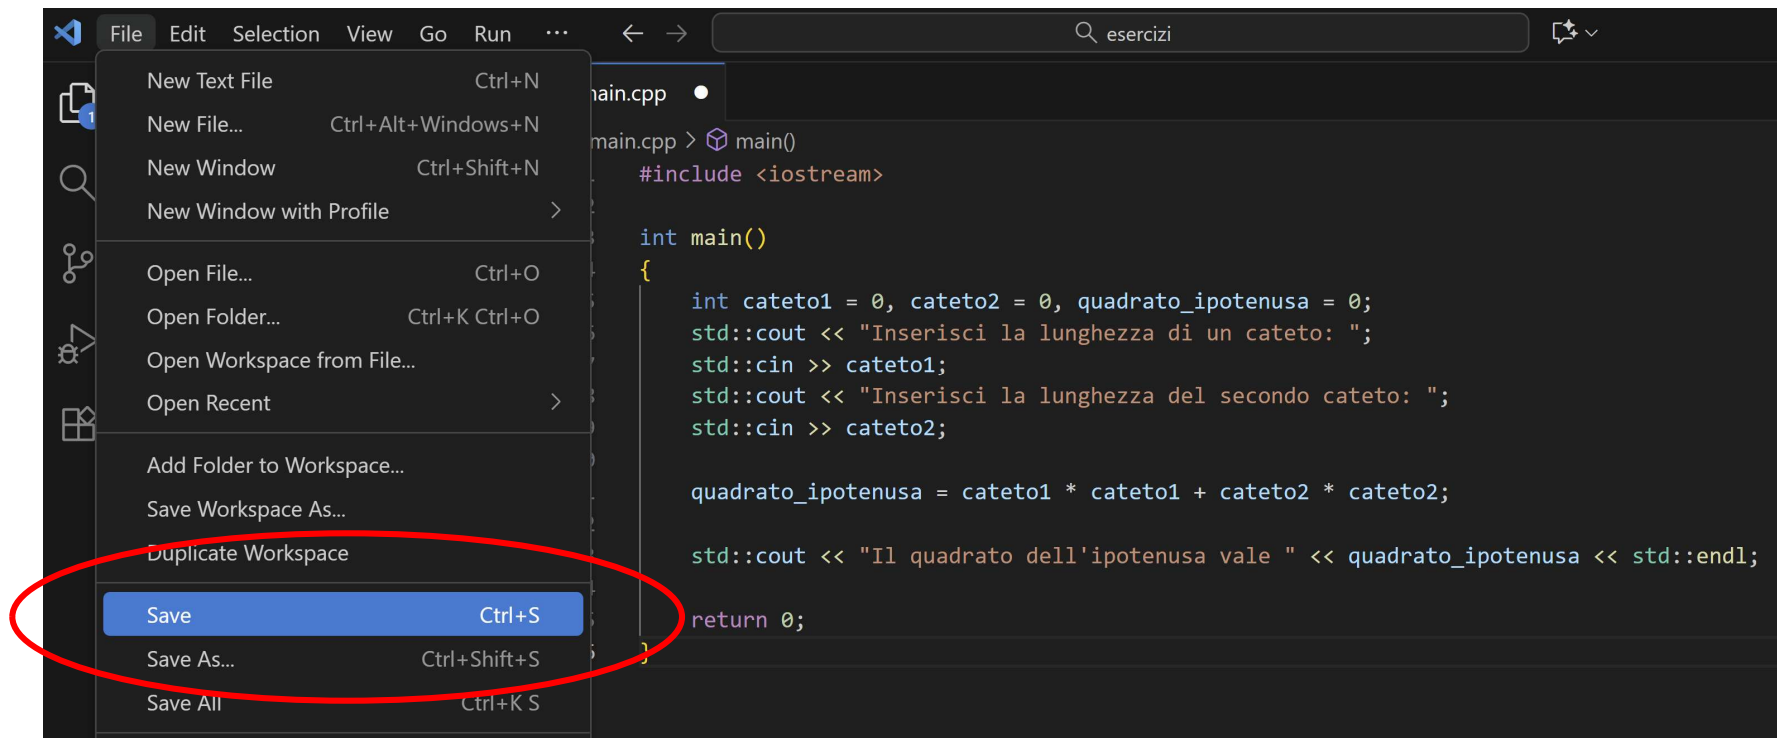 File Edit Selection View Go Run ··· esercizi
New Text File Ctrl+N
New File... Ctrl+Alt+Windows+N
New Window Ctrl+Shift+N
New Window with Profile
Open File... Ctrl+O
Open Folder... Ctrl+K Ctrl+O
Open Workspace from File...
Open Recent
Add Folder to Workspace...
Save Workspace As...
Duplicate Workspace
Save Ctrl+S
Save As... Ctrl+Shift+S
Save All Ctrl+K S
1
main.cpp
main.cpp > main()
#include <iostream>
int main()
{
int cateto1 = 0, cateto2 = 0, quadrato_ipotenusa = 0;
std::cout << "Inserisci la lunghezza di un cateto: ";
std::cin >> cateto1;
std::cout << "Inserisci la lunghezza del secondo cateto: ";
std::cin >> cateto2;
quadrato_ipotenusa = cateto1 * cateto1 + cateto2 * cateto2;
std::cout << "Il quadrato dell'ipotenusa vale " << quadrato_ipotenusa << std::endl;
return 0;
}